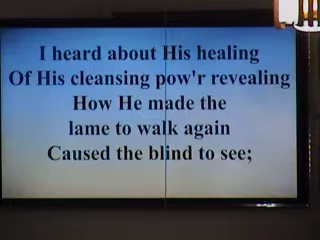 I heard about His healing
Of His cleansing pow'r revealing
How He made the
lame to walk again
Caused the blind to see;